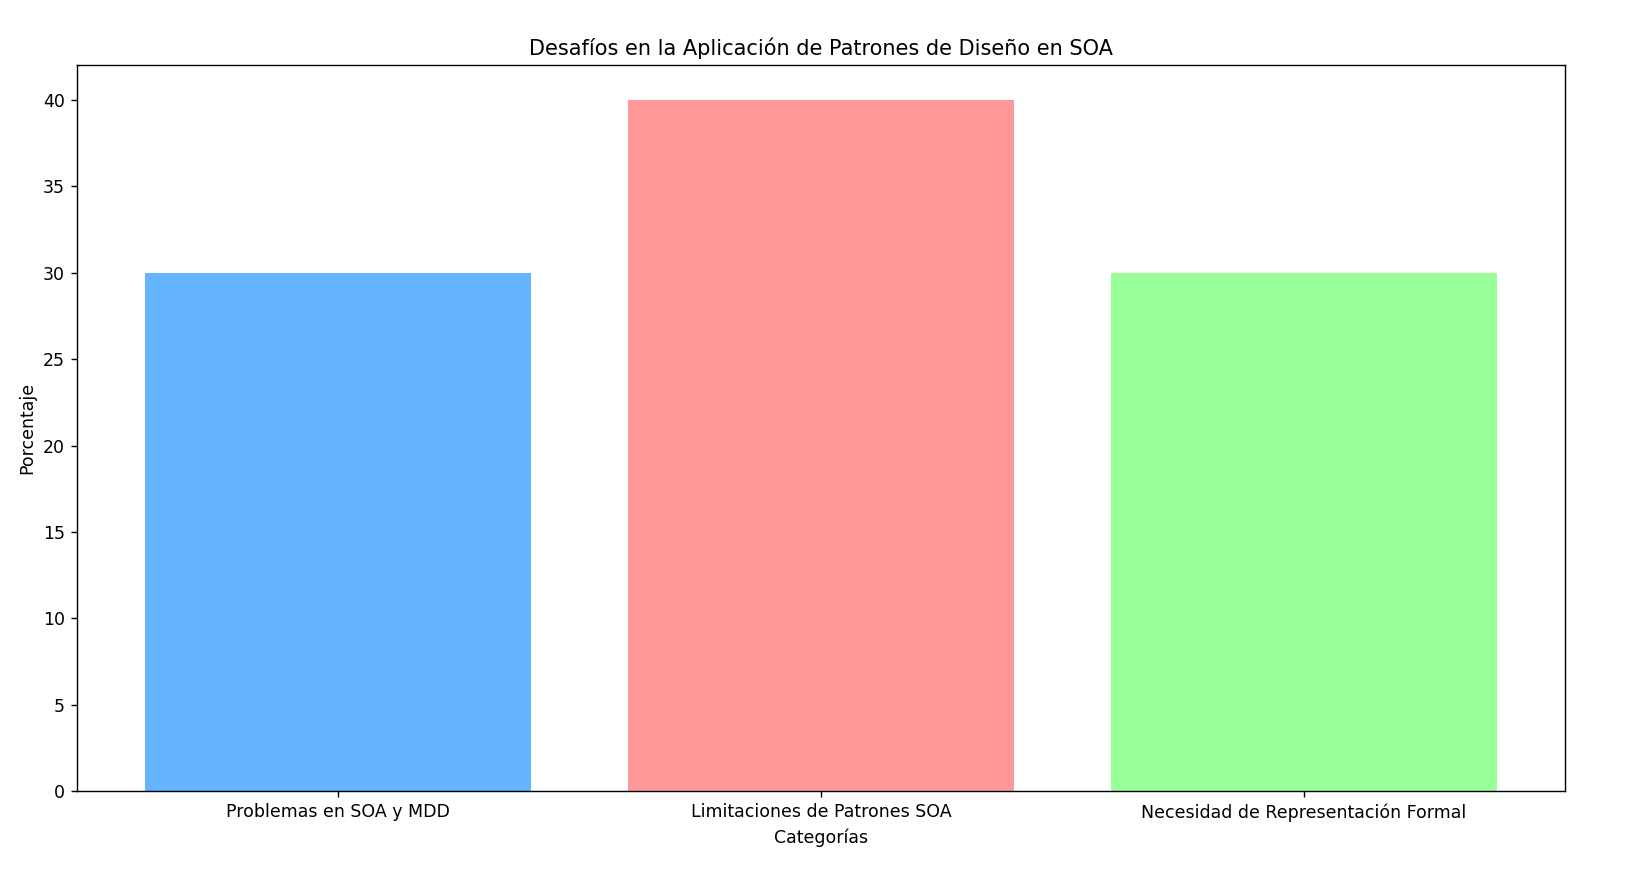 Desafíos en la Aplicación de Patrones de Diseño en SOA
Porcentaje
40
35
30
25
20
15
10
5
0
Problemas en SOA y MDD
Limitaciones de Patrones SOA
Necesidad de Representación Formal
Categorías